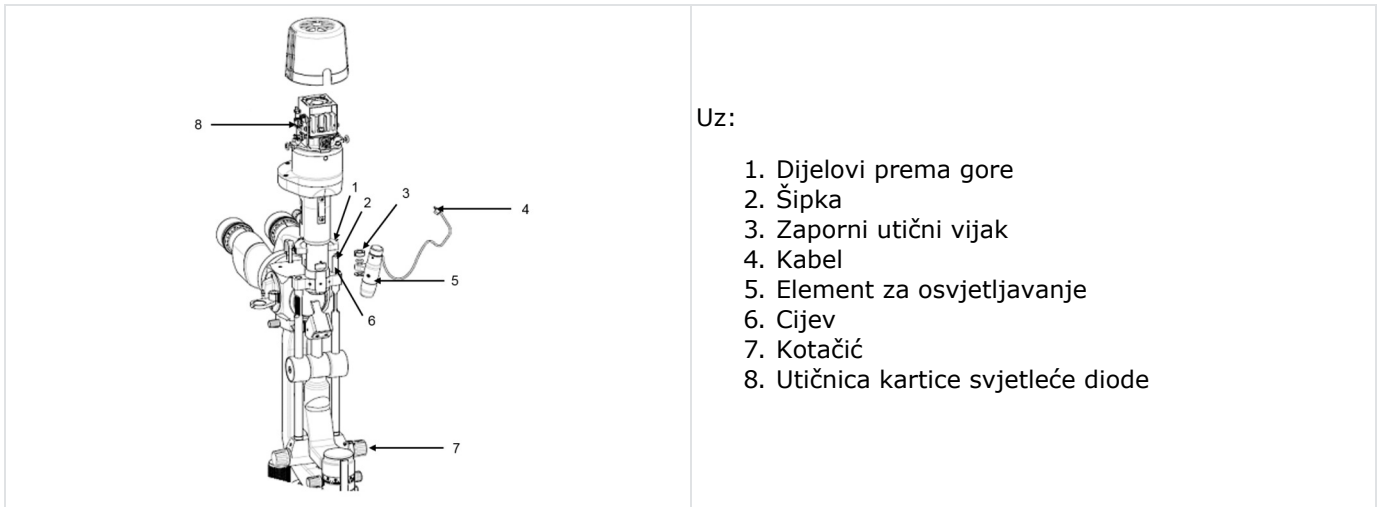 8
1
2
3
4
5
6
7
Uz:
1. Dijelovi prema gore
2. Šipka
3. Zaporni utični vijak
4. Kabel
5. Element za osvjetljavanje
6. Cijev
7. Kotačić
8. Utičnica kartice svjetleće diode